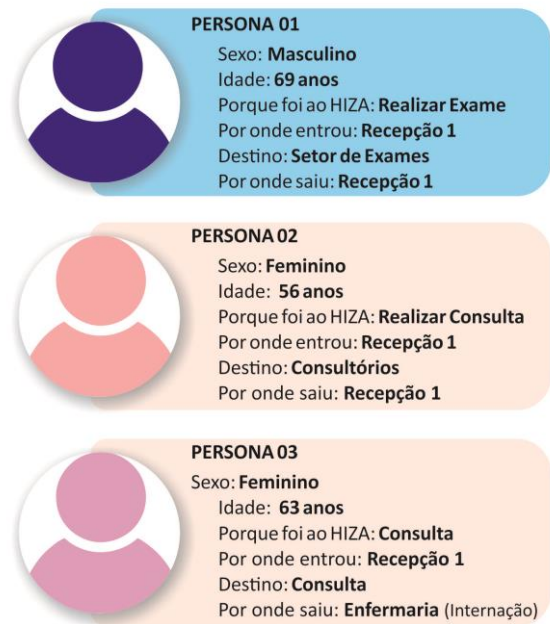 PERSONA 01
Sexo: Masculino
Idade: 69 anos
Porque foi ao HIZA: Realizar Exame
Por onde entrou: Recepção 1
Destino: Setor de Exames
Por onde saiu: Recepção 1
PERSONA 02
Sexo: Feminino
Idade: 56 anos
Porque foi ao HIZA: Realizar Consulta
Por onde entrou: Recepção 1
Destino: Consultórios
Por onde saiu: Recepção 1
PERSONA 03
Sexo: Feminino
Idade: 63 anos
Porque foi ao HIZA: Consulta
Por onde entrou: Recepção 1
Destino: Consulta
Por onde saiu: Enfermaria (Internação)